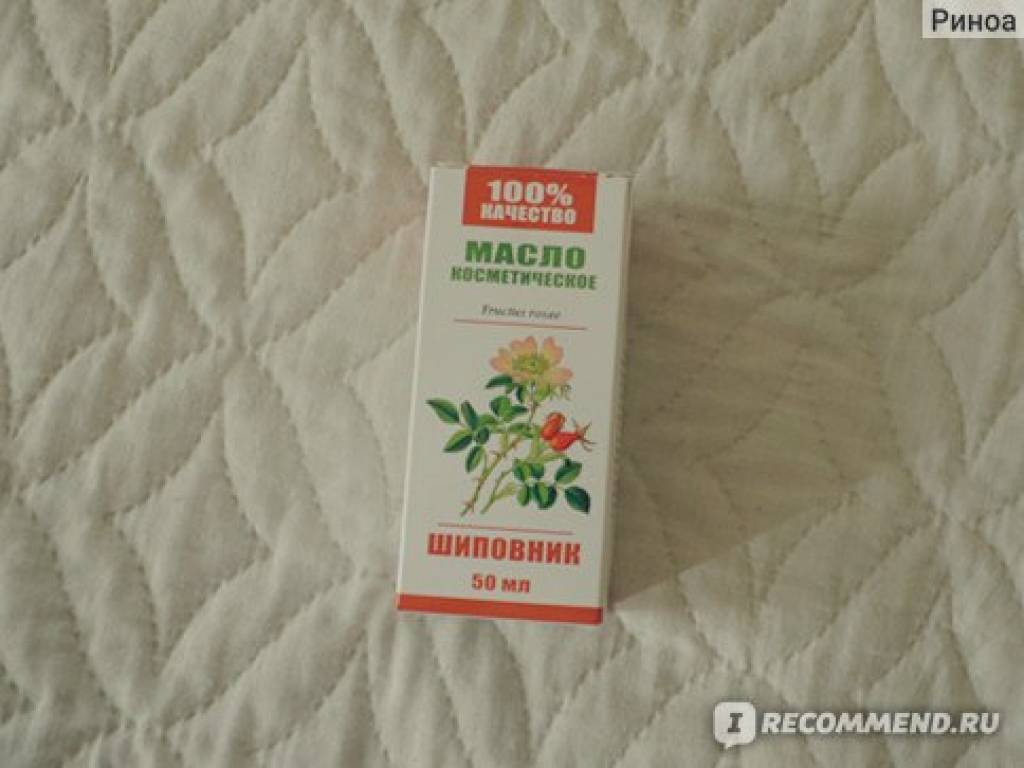 Риноа
100%
КАЧЕСТВО
МАСЛО
КОСМЕТИЧЕСКОЕ
Fructus rosae
ШИПОВНИК
50 мл
I RECOMMEND.RU